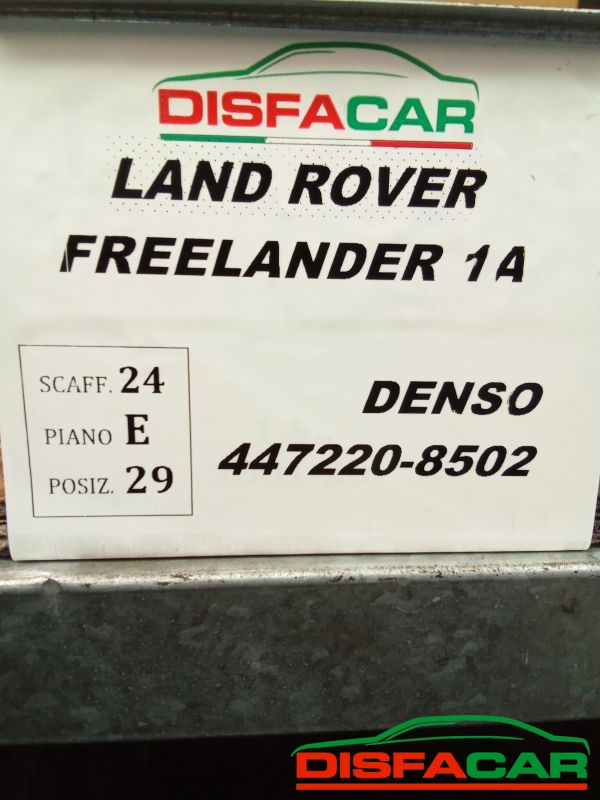 DISFACAR
LAND ROVER
FREELANDER 1A
SCAFF. 24
PIANO E
POSIZ. 29
DENSO
447220-8502
DISFACAR